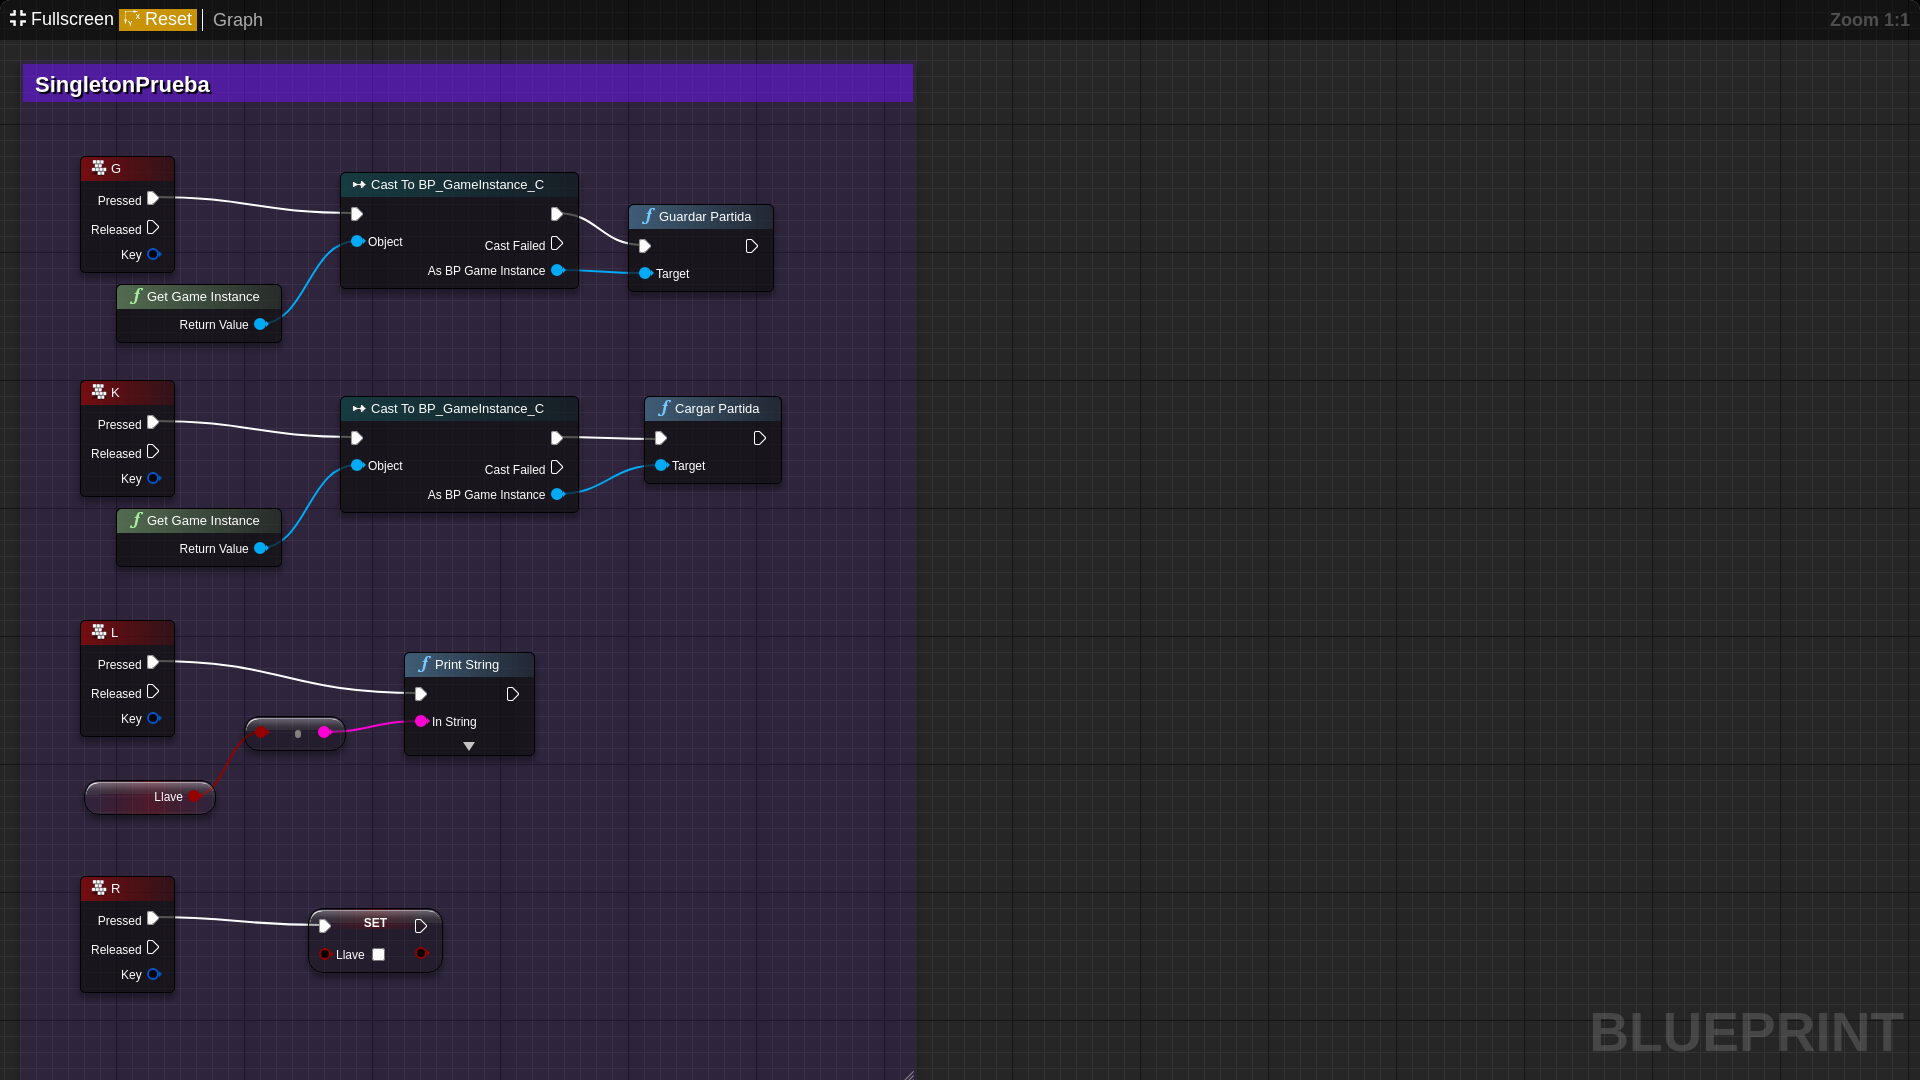 Fullscreen Reset Graph Zoom 1:1
SingletonPrueba
G
Pressed
Released
Key
Cast To BP_GameInstance_C
Object
Cast Failed
As BP Game Instance
Guardar Partida
Target
Get Game Instance
Return Value
K
Pressed
Released
Key
Cast To BP_GameInstance_C
Object
Cast Failed
As BP Game Instance
Cargar Partida
Target
Get Game Instance
Return Value
L
Pressed
Released
Key
Print String
In String
Llave
R
Pressed
Released
Key
SET
Llave
BLUEPRINT